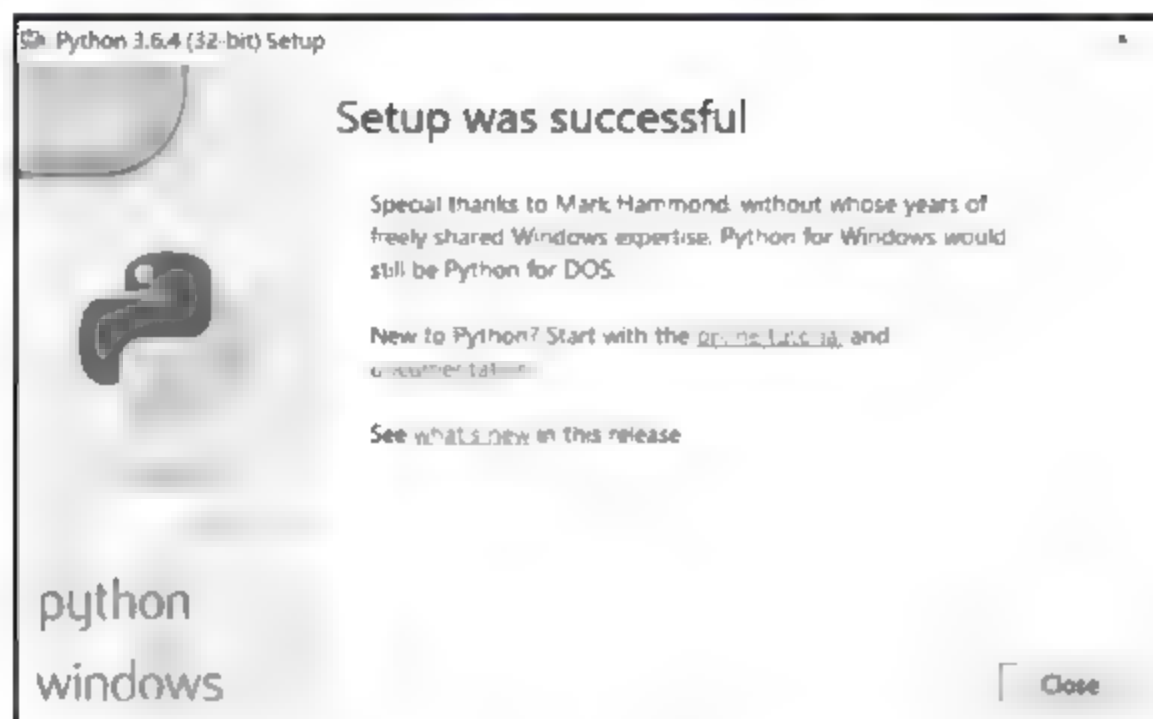 Python 3.6.4 (32-bit) Setup
Setup was successful
Special thanks to Mark Hammond, without whose years of
freely shared Windows expertise, Python for Windows would
still be Python for DOS.
New to Python? Start with the and
See what's new in this release
python
windows
Close